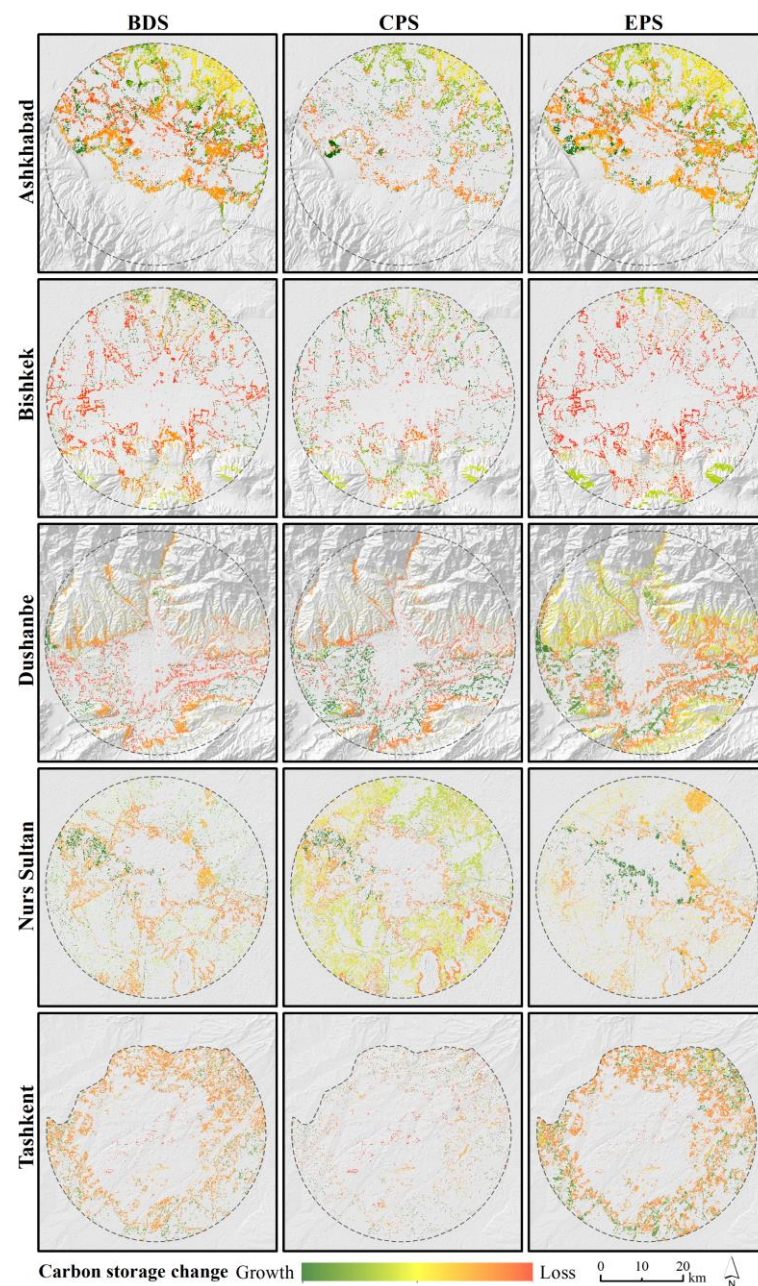 BDS CPS EPS
Ashkhabad
Bishkek
Dushanbe
Nurs Sultan
Tashkent
Carbon storage change Growth Loss 0 10 20 km N